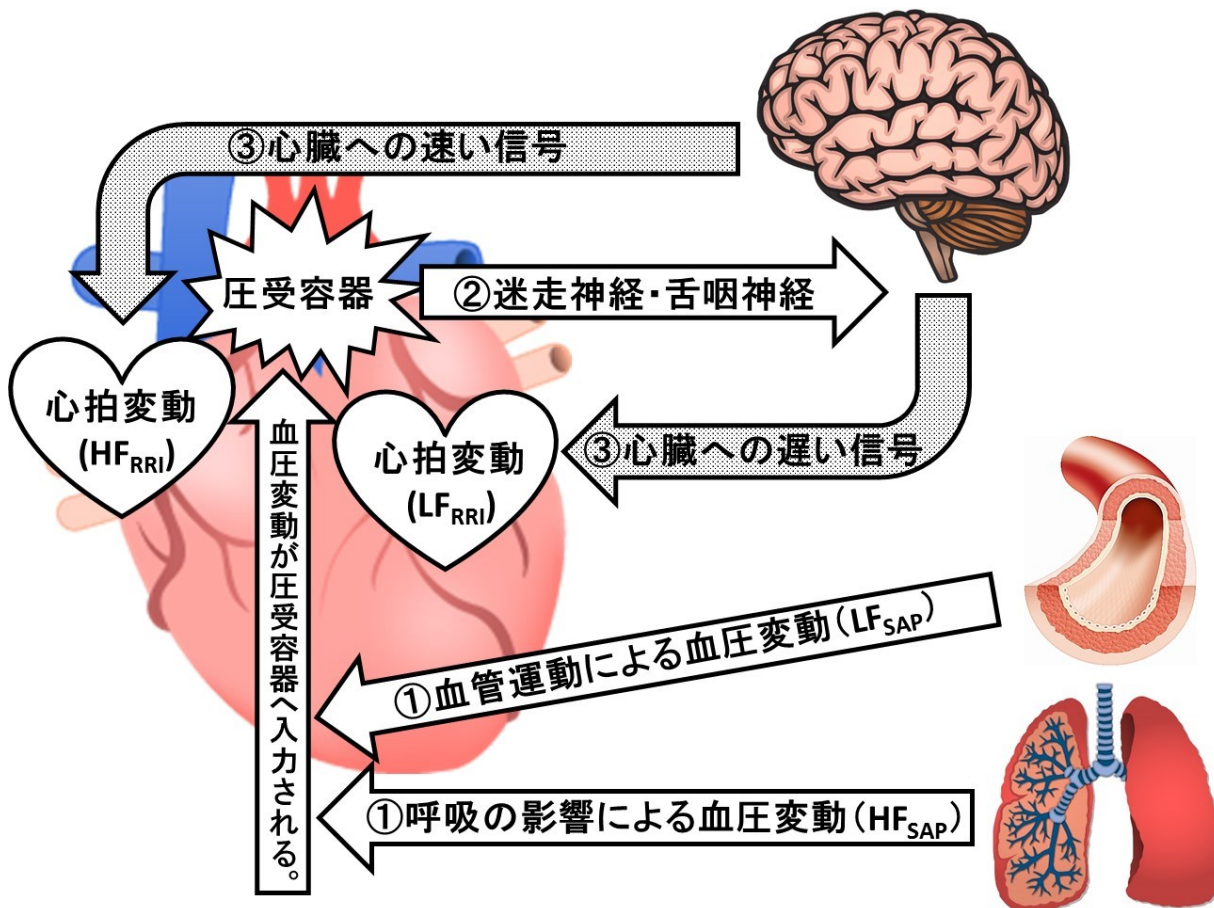 ③心臓への速い信号
圧受容器
②迷走神経・舌咽神経
心拍変動
(HF_RRI)
心拍変動
(LF_RRI)
③心臓への遅い信号
血圧変動が圧受容器へ入力される。
①血管運動による血圧変動(LF_SAP)
①呼吸の影響による血圧変動(HF_SAP)